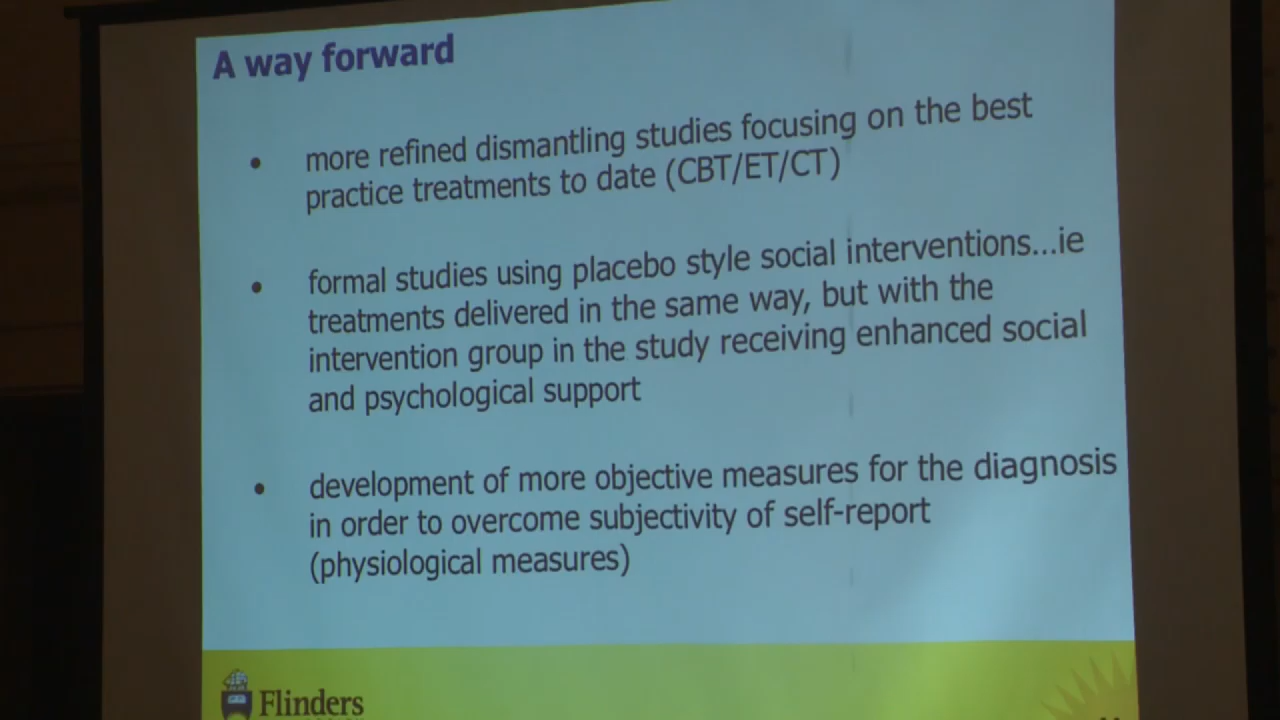 A way forward
• more refined dismantling studies focusing on the best
practice treatments to date (CBT/ET/CT)
• formal studies using placebo style social interventions...ie
treatments delivered in the same way, but with the
intervention group in the study receiving enhanced social
and psychological support
• development of more objective measures for the diagnosis
in order to overcome subjectivity of self-report
(physiological measures)
Flinders